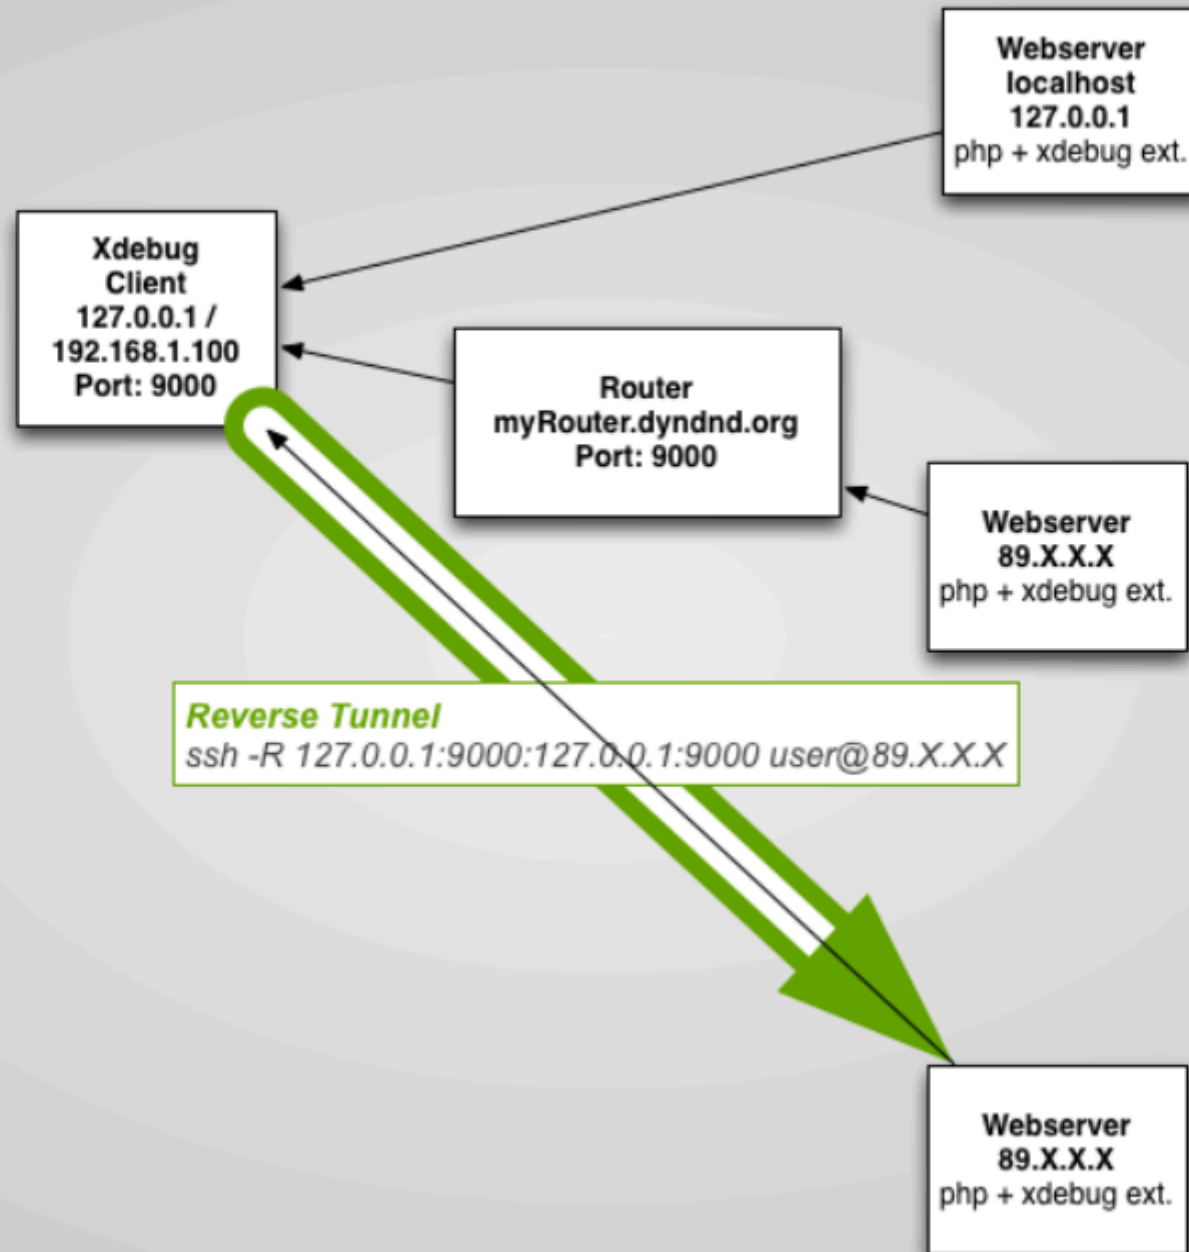 Webserver
localhost
127.0.0.1
php + xdebug ext.
Xdebug
Client
127.0.0.1 /
192.168.1.100
Port: 9000
Router
myRouter.dyndnd.org
Port: 9000
Webserver
89.X.X.X
php + xdebug ext.
Reverse Tunnel
ssh -R 127.0.0.1:9000:127.0.0.1:9000 user@89.X.X.X
Webserver
89.X.X.X
php + xdebug ext.